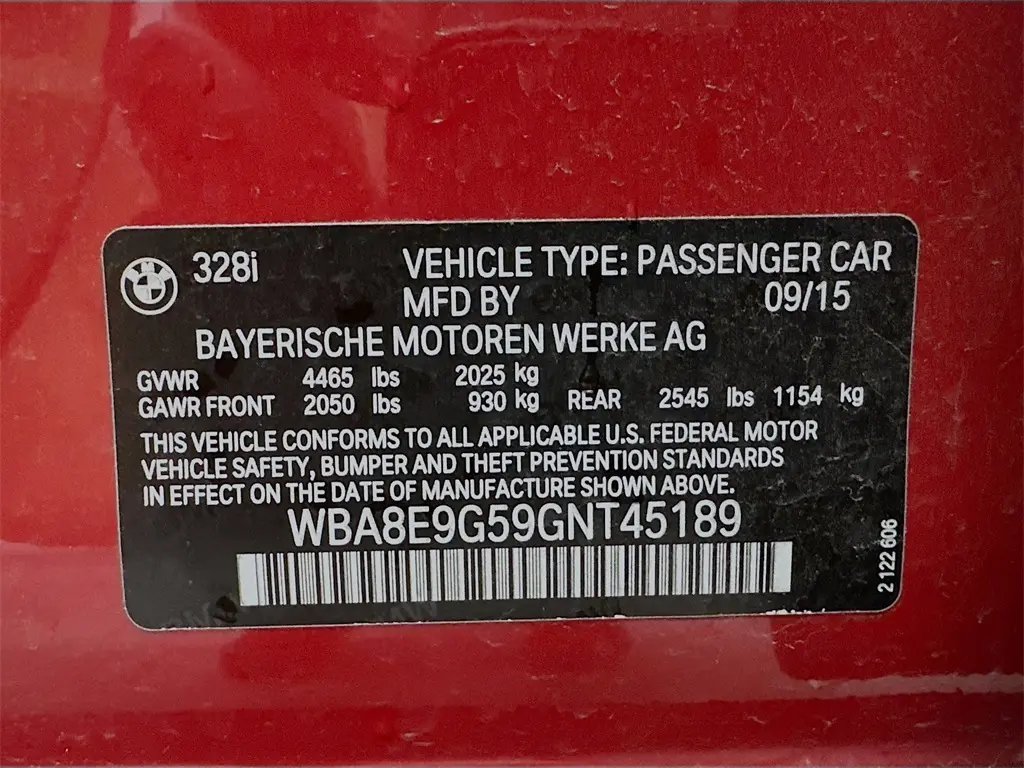 328i VEHICLE TYPE: PASSENGER CAR
MFD BY 09/15
BAYERISCHE MOTOREN WERKE AG
GVWR 4465 lbs 2025 kg
GAWR FRONT 2050 lbs 930 kg REAR 2545 lbs 1154 kg
THIS VEHICLE CONFORMS TO ALL APPLICABLE U.S. FEDERAL MOTOR
VEHICLE SAFETY, BUMPER AND THEFT PREVENTION STANDARDS
IN EFFECT ON THE DATE OF MANUFACTURE SHOWN ABOVE.
WBA8E9G59GNT45189
2 122 606